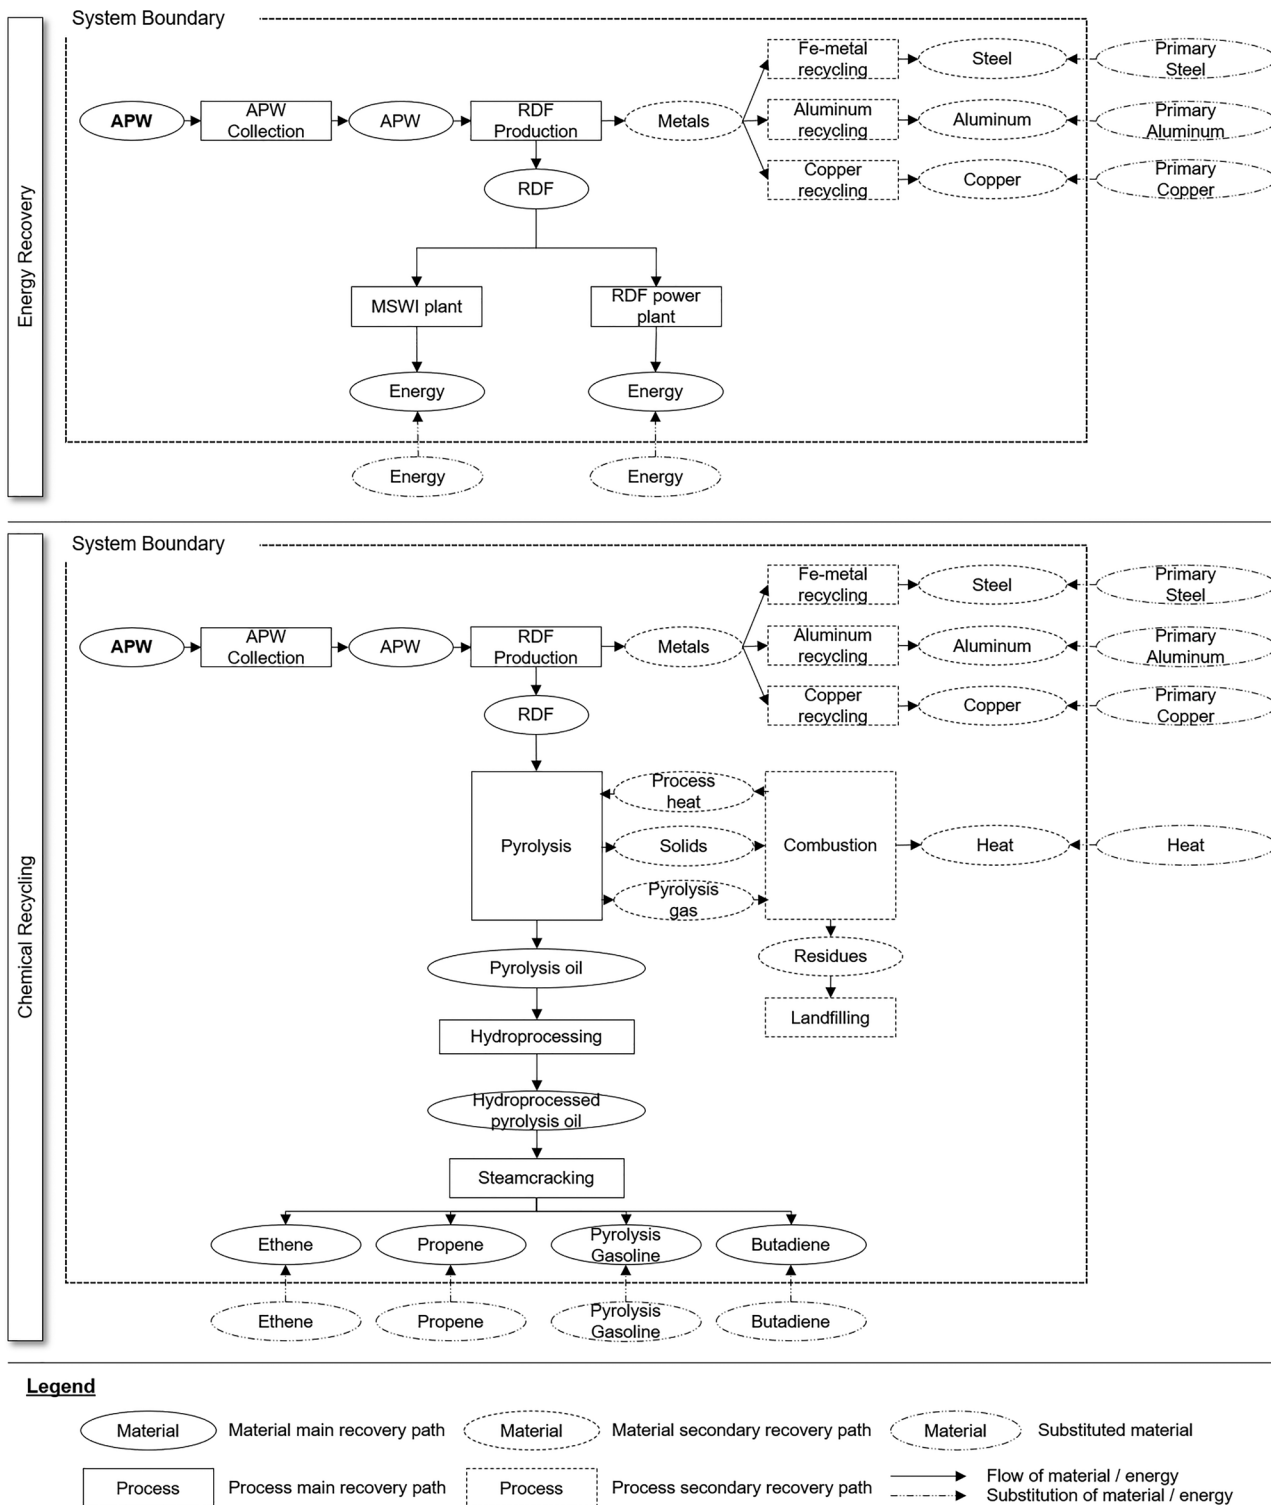 System Boundary
Energy Recovery
APW
APW
Collection
APW
RDF
Production
Metals
Fe-metal
recycling
Steel
Primary
Steel
Aluminum
recycling
Aluminum
Primary
Aluminum
Copper
recycling
Copper
Primary
Copper
RDF
MSWI plant
RDF power
plant
Energy
Energy
Energy
Energy
System Boundary
Chemical Recycling
APW
APW
Collection
APW
RDF
Production
Metals
Fe-metal
recycling
Steel
Primary
Steel
Aluminum
recycling
Aluminum
Primary
Aluminum
Copper
recycling
Copper
Primary
Copper
RDF
Pyrolysis
Process
heat
Solids
Pyrolysis
gas
Combustion
Heat
Heat
Residues
Landfilling
Pyrolysis oil
Hydroprocessing
Hydroprocessed
pyrolysis oil
Steamcracking
Ethene
Propene
Pyrolysis
Gasoline
Butadiene
Ethene
Propene
Pyrolysis
Gasoline
Butadiene
Legend
Material
Material main recovery path
Material
Material secondary recovery path
Material
Substituted material
Process
Process main recovery path
Process
Process secondary recovery path
Flow of material / energy
Substitution of material / energy